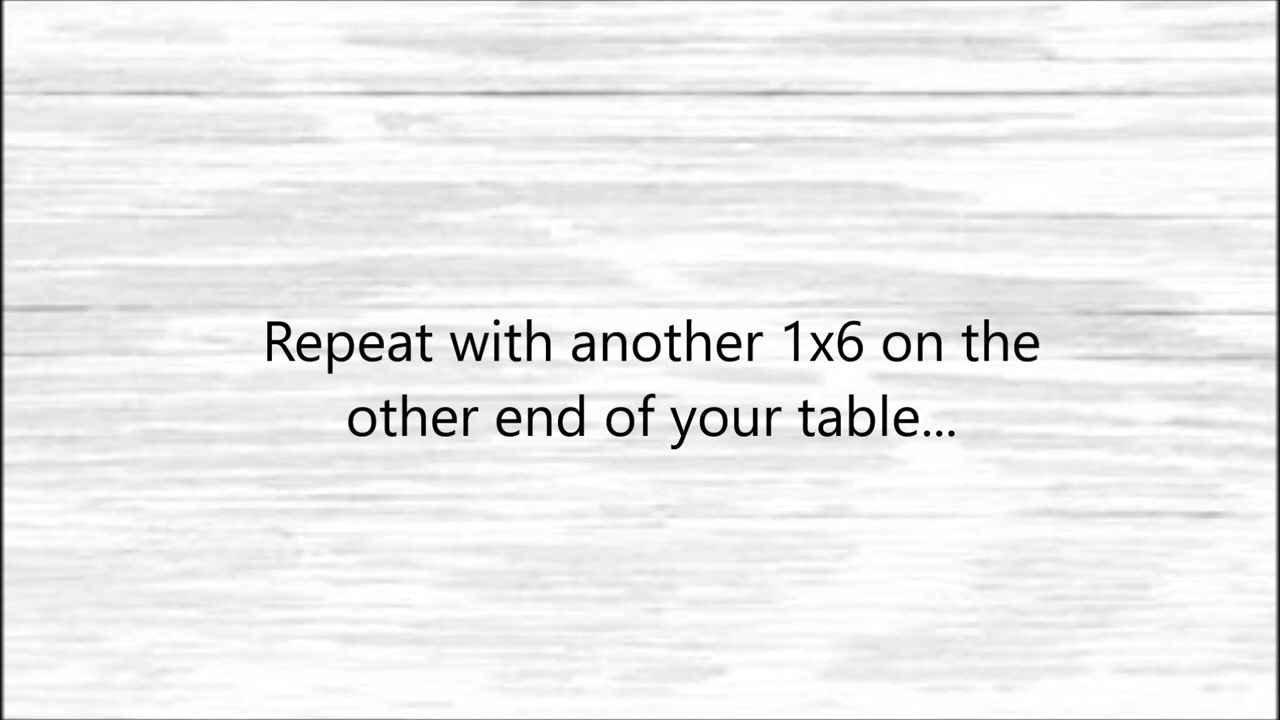 Repeat with another 1x6 on the
other end of your table...